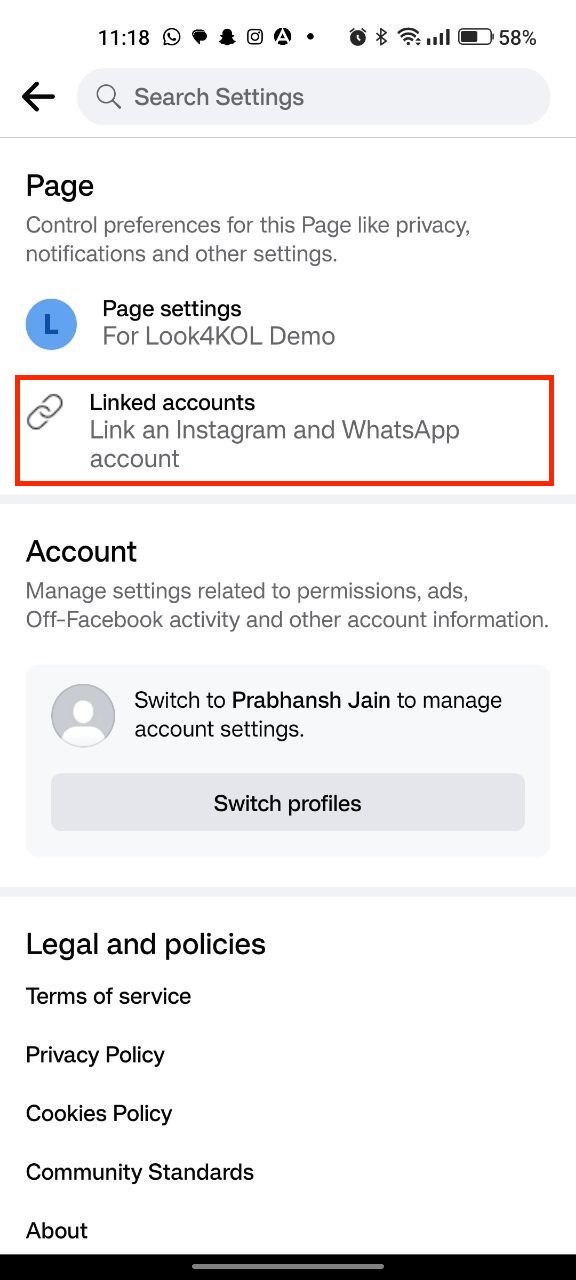 11:18
58%
Search Settings
Page
Control preferences for this Page like privacy,
notifications and other settings.
L
Page settings
For Look4KOL Demo
Linked accounts
Link an Instagram and WhatsApp
account
Account
Manage settings related to permissions, ads,
Off-Facebook activity and other account information.
Switch to Prabhansh Jain to manage
account settings.
Switch profiles
Legal and policies
Terms of service
Privacy Policy
Cookies Policy
Community Standards
About